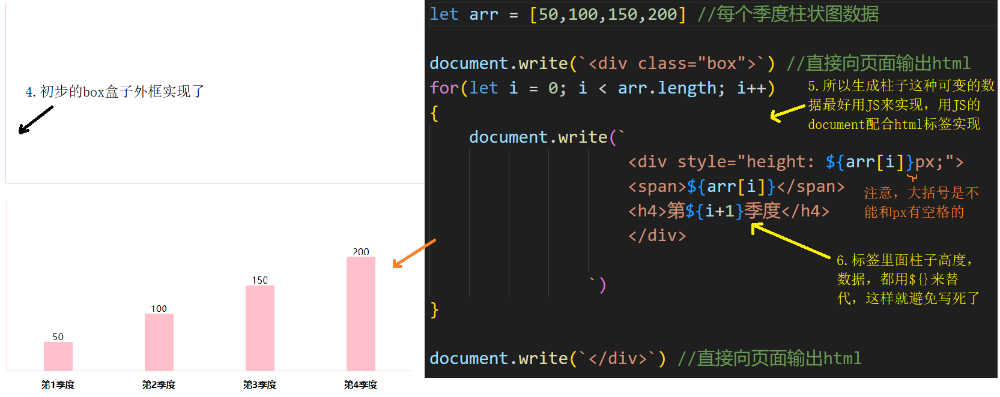 4.初步的box盒子外框实现了
50
100
150
200
第1季度
第2季度
第3季度
第4季度
let arr = [50,100,150,200] //每个季度柱状图数据
document.write(`<div class="box">`) //直接向页面输出html
for(let i = 0; i < arr.length; i++)
{
document.write(`
<div style="height: ${arr[i]}px;">
<span>${arr[i]}</span>
<h4>第${i+1}季度</h4>
</div>
`)
}
document.write(`</div>`) //直接向页面输出html
5.所以生成柱子这种可变的数
据最好用JS来实现，用JS的
document配合html标签实现
注意，大括号是不
能和px有空格的
6.标签里面柱子高度，
数据，都用${}来替
代，这样就避免写死了